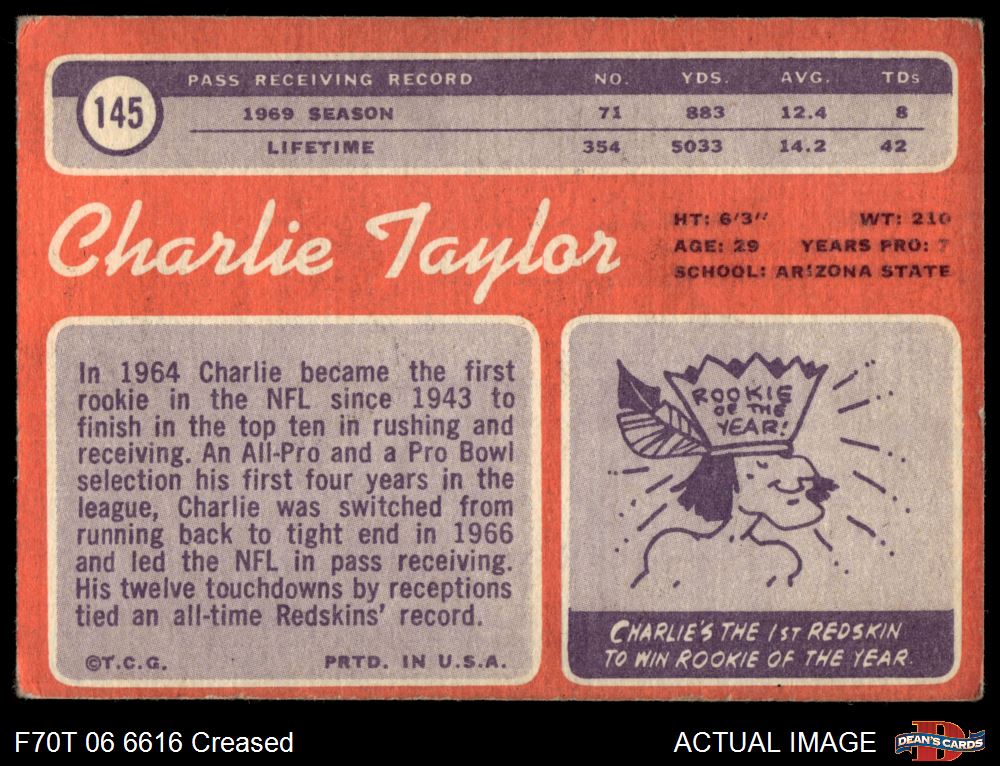 145
PASS RECEIVING RECORD NO. YDS. AVG. TDs
1969 SEASON 71 883 12.4 8
LIFETIME 354 5033 14.2 42
Charlie Taylor
HT: 6'3" WT: 210
AGE: 29 YEARS PRO: 7
SCHOOL: ARIZONA STATE
In 1964 Charlie became the first
rookie in the NFL since 1943 to
finish in the top ten in rushing and
receiving. An All-Pro and a Pro Bowl
selection his first four years in the
league, Charlie was switched from
running back to tight end in 1966
and led the NFL in pass receiving.
His twelve touchdowns by receptions
tied an all-time Redskins' record.
©T.C.G. PRTD. IN U.S.A.
ROOKIE
OF THE
YEAR!
CHARLIE'S THE 1ST REDSKIN
TO WIN ROOKIE OF THE YEAR.
F70T 06 6616 Creased
ACTUAL IMAGE
D
DEAN'S CARDS